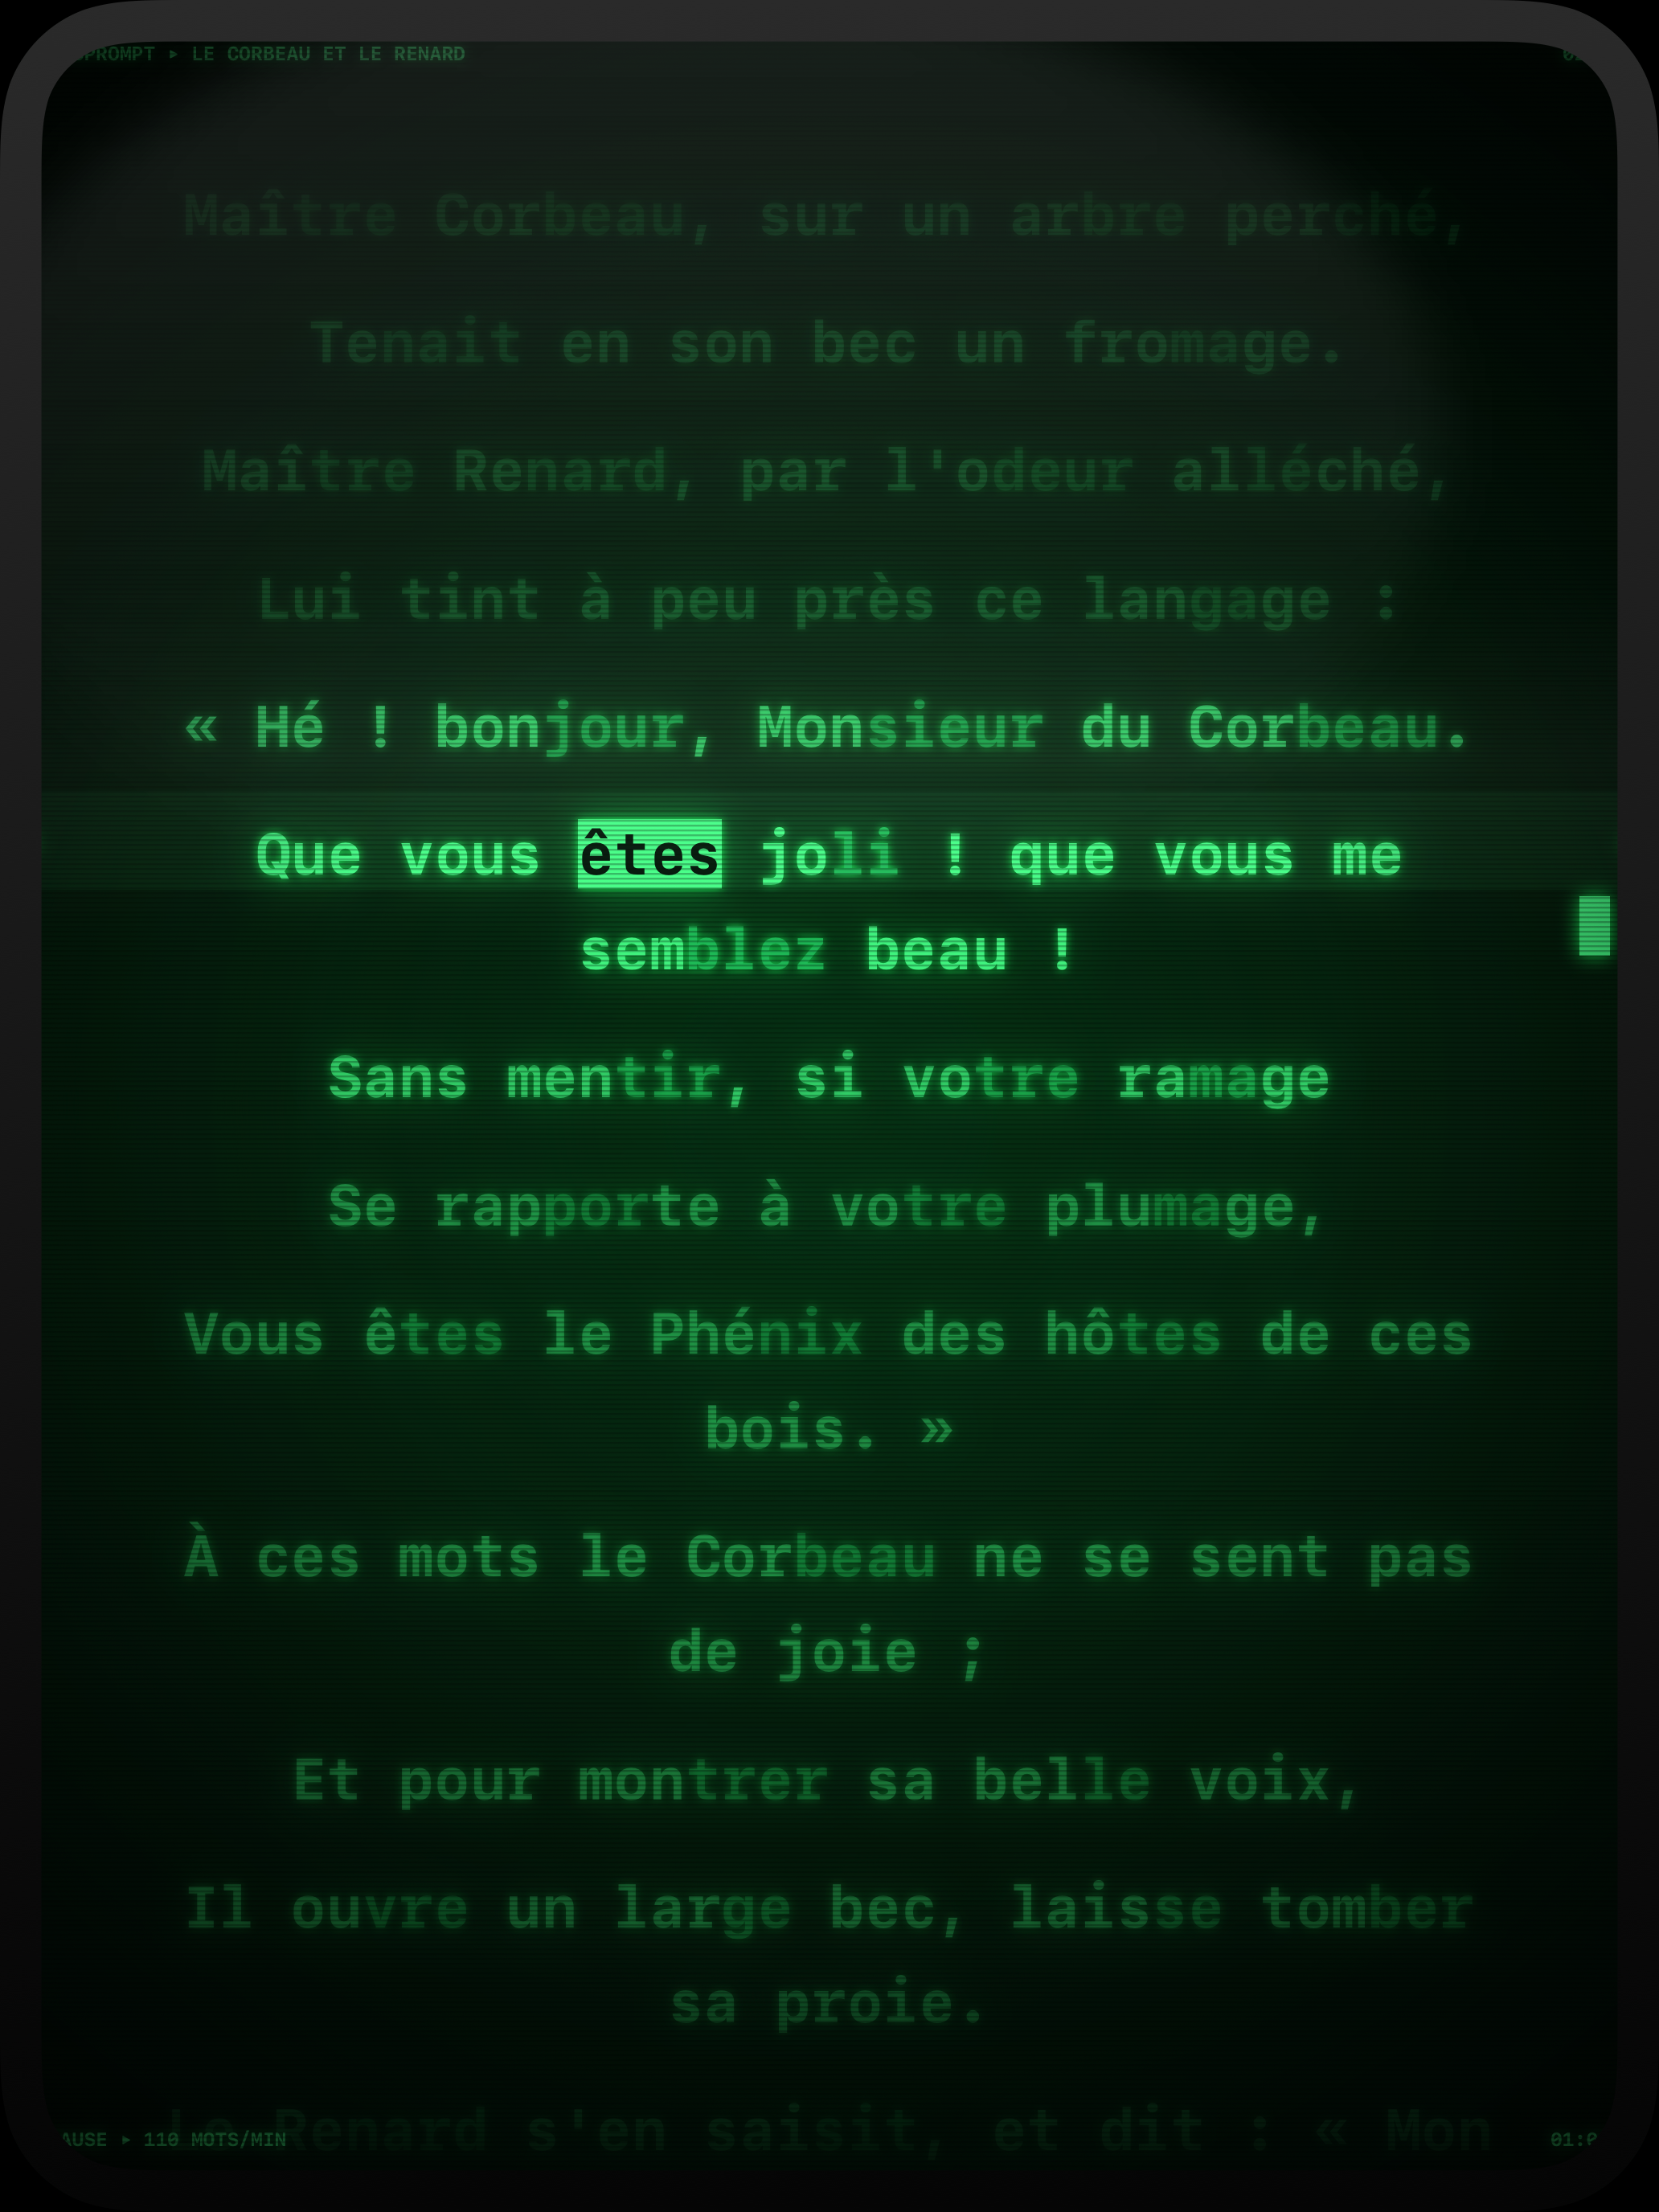 PROMPT ▸ LE CORBEAU ET LE RENARD
Maître Corbeau, sur un arbre perché,
Tenait en son bec un fromage.
Maître Renard, par l'odeur alléché,
Lui tint à peu près ce langage :
« Hé ! bonjour, Monsieur du Corbeau.
Que vous êtes joli ! que vous me
semblez beau !
Sans mentir, si votre ramage
Se rapporte à votre plumage,
Vous êtes le Phénix des hôtes de ces
bois. »
À ces mots le Corbeau ne se sent pas
de joie ;
Et pour montrer sa belle voix,
Il ouvre un large bec, laisse tomber
sa proie.
Le Renard s'en saisit, et dit : « Mon
AUSE ▸ 110 MOTS/MIN